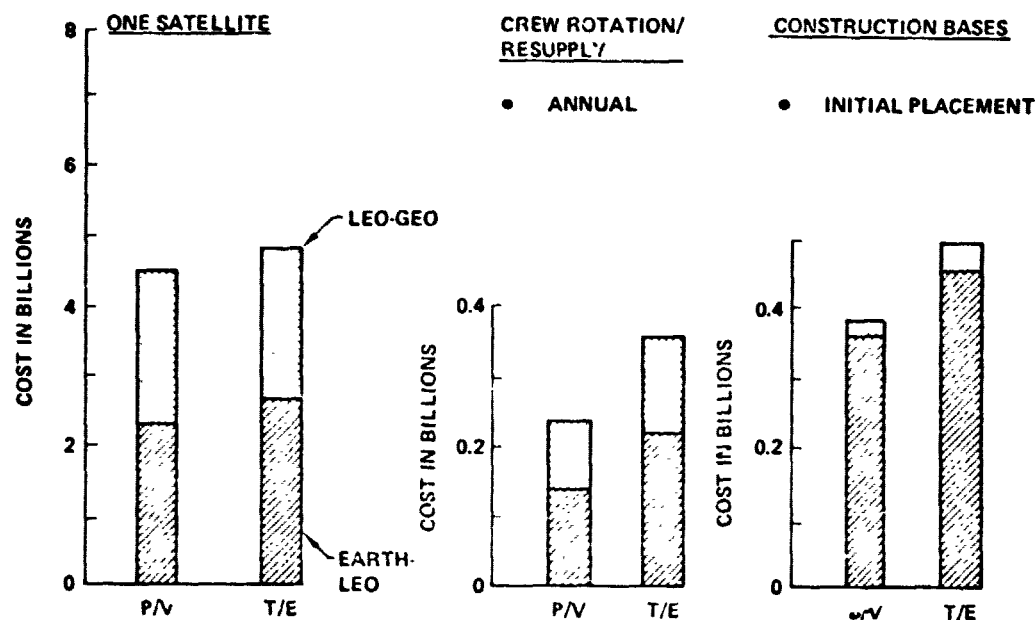 ONE SATELLITE
8
6
4
2
0
COST IN BILLIONS
LEO-GEO
EARTH-
LEO
P/V
T/E
CREW ROTATION/
RESUPPLY
• ANNUAL
0.4
0.2
0
COST IN BILLIONS
P/V
T/E
CONSTRUCTION BASES
• INITIAL PLACEMENT
0.4
0.2
0
COST IN BILLIONS
T/E